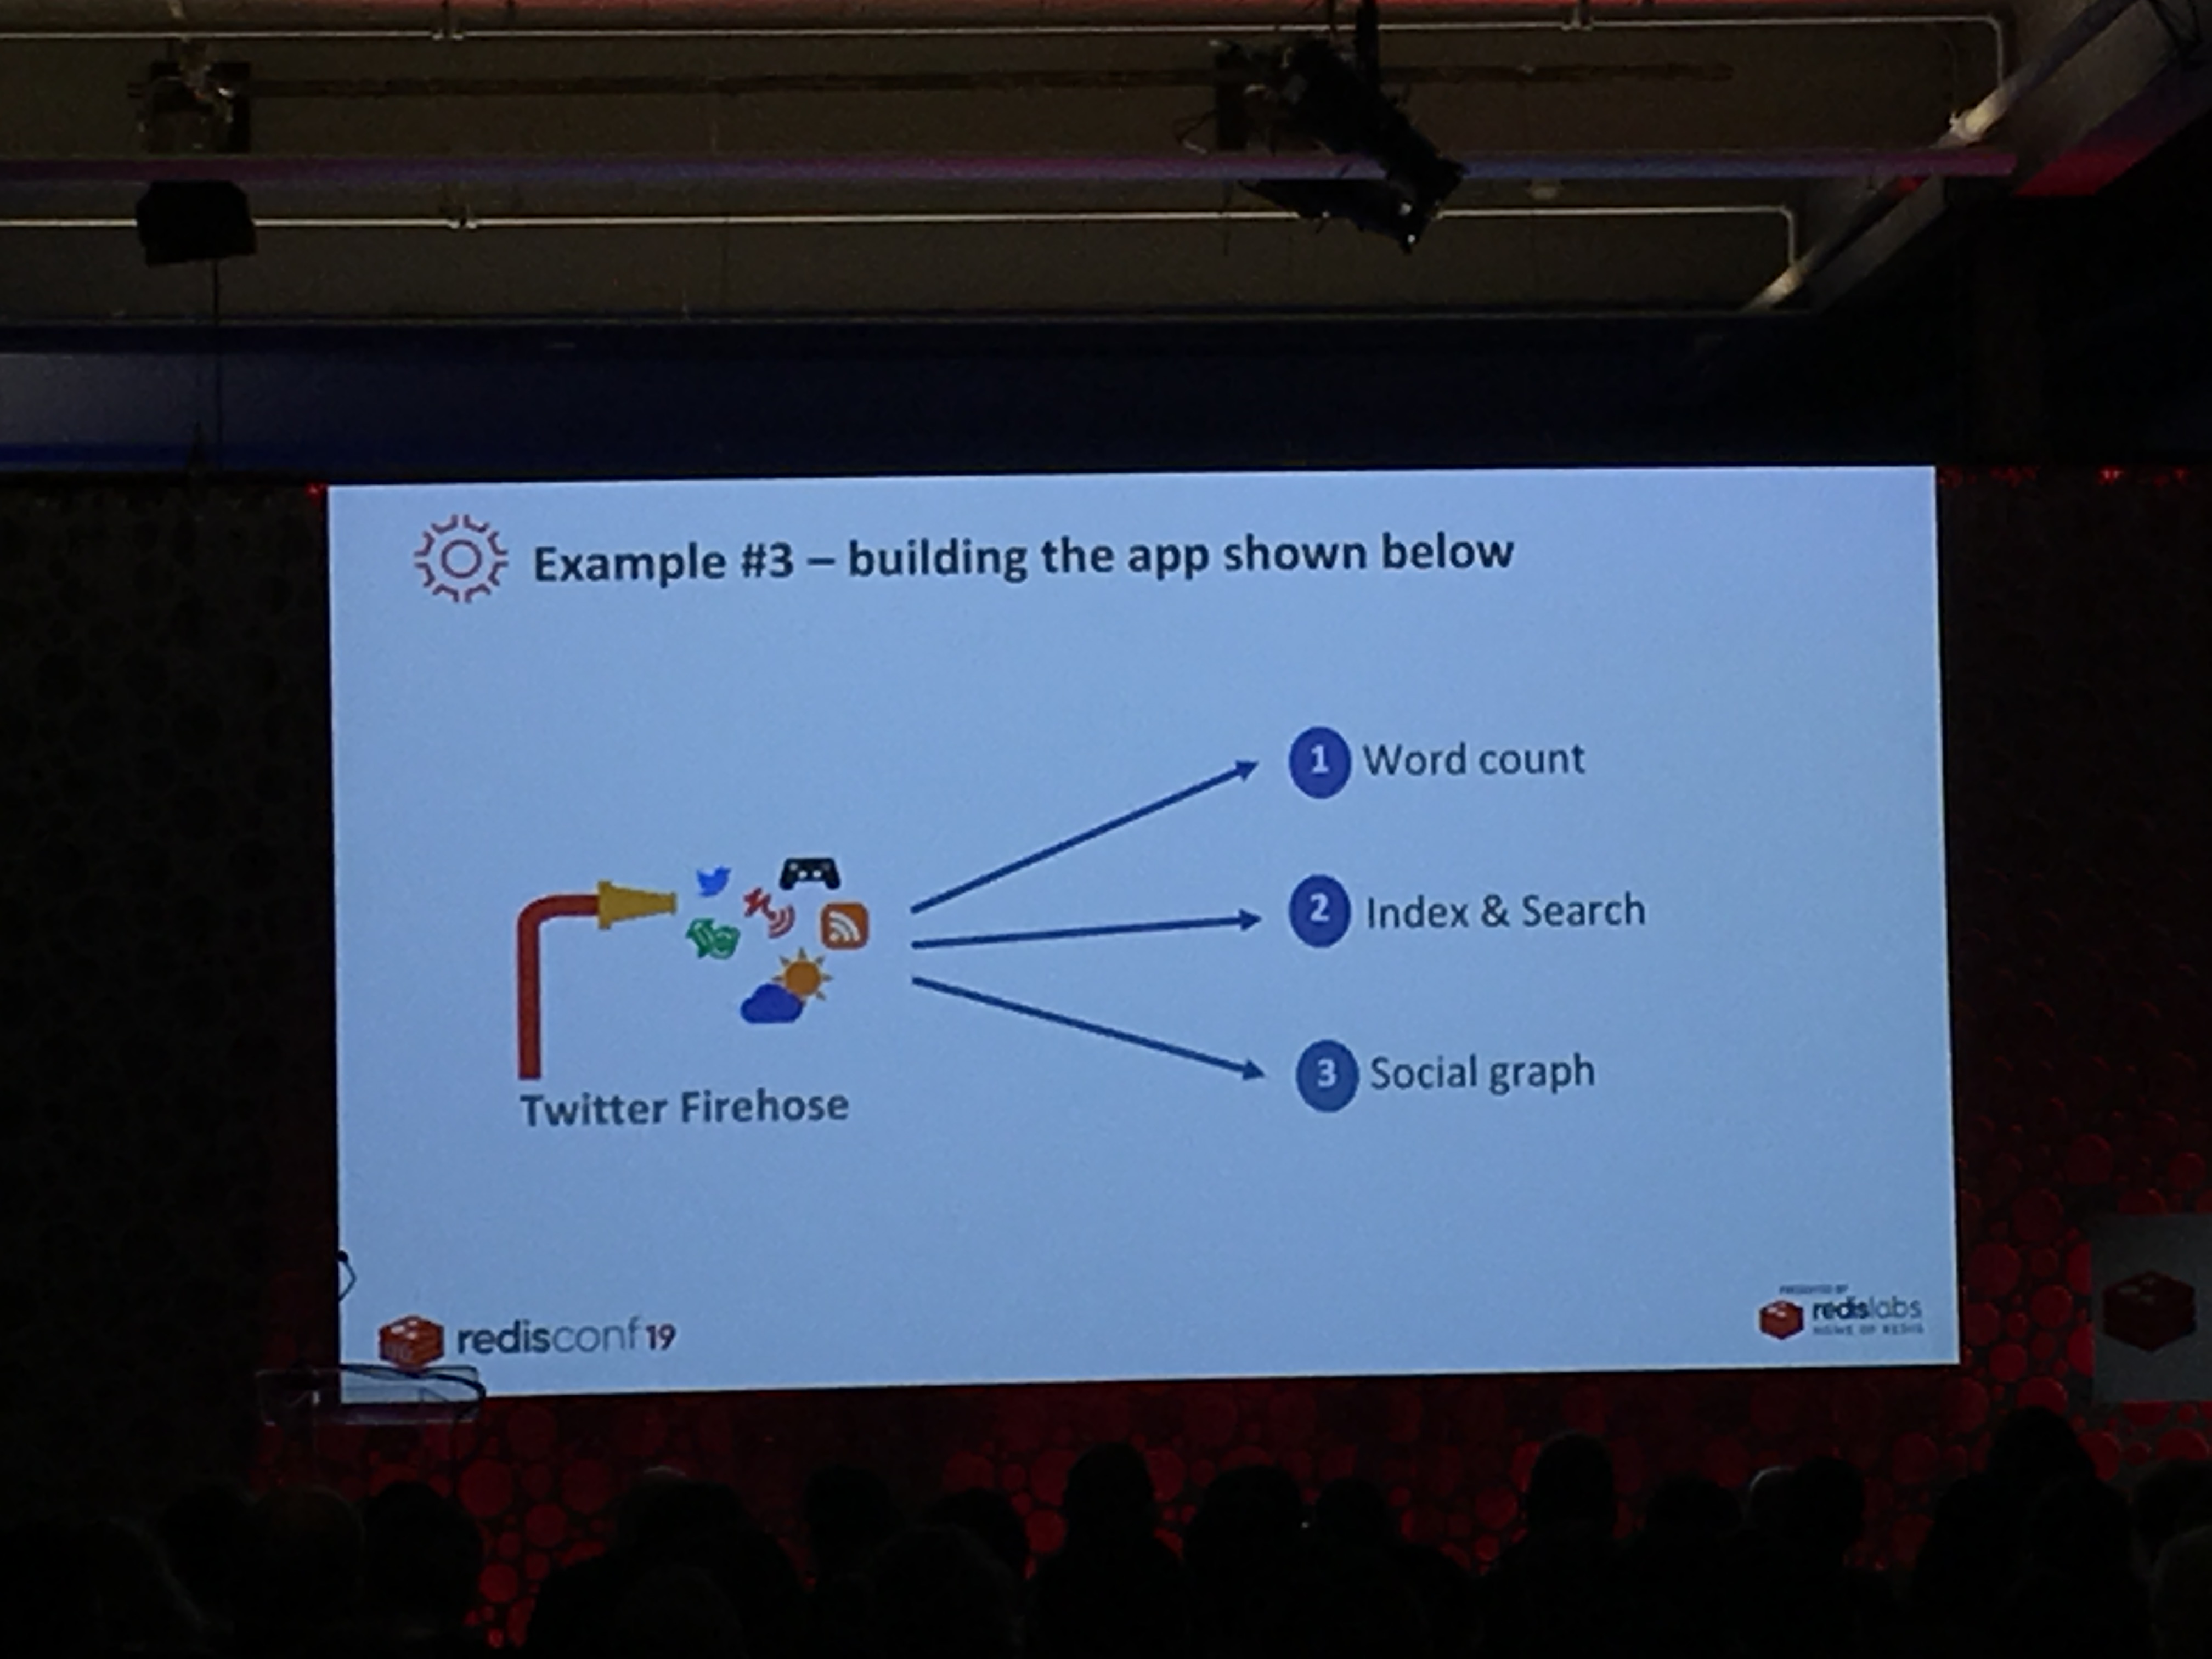 Example #3 – building the app shown below
1 Word count
2 Index & Search
3 Social graph
Twitter Firehose
redisconf19
PRESENTED BY
redislabs
HOME OF REDIS